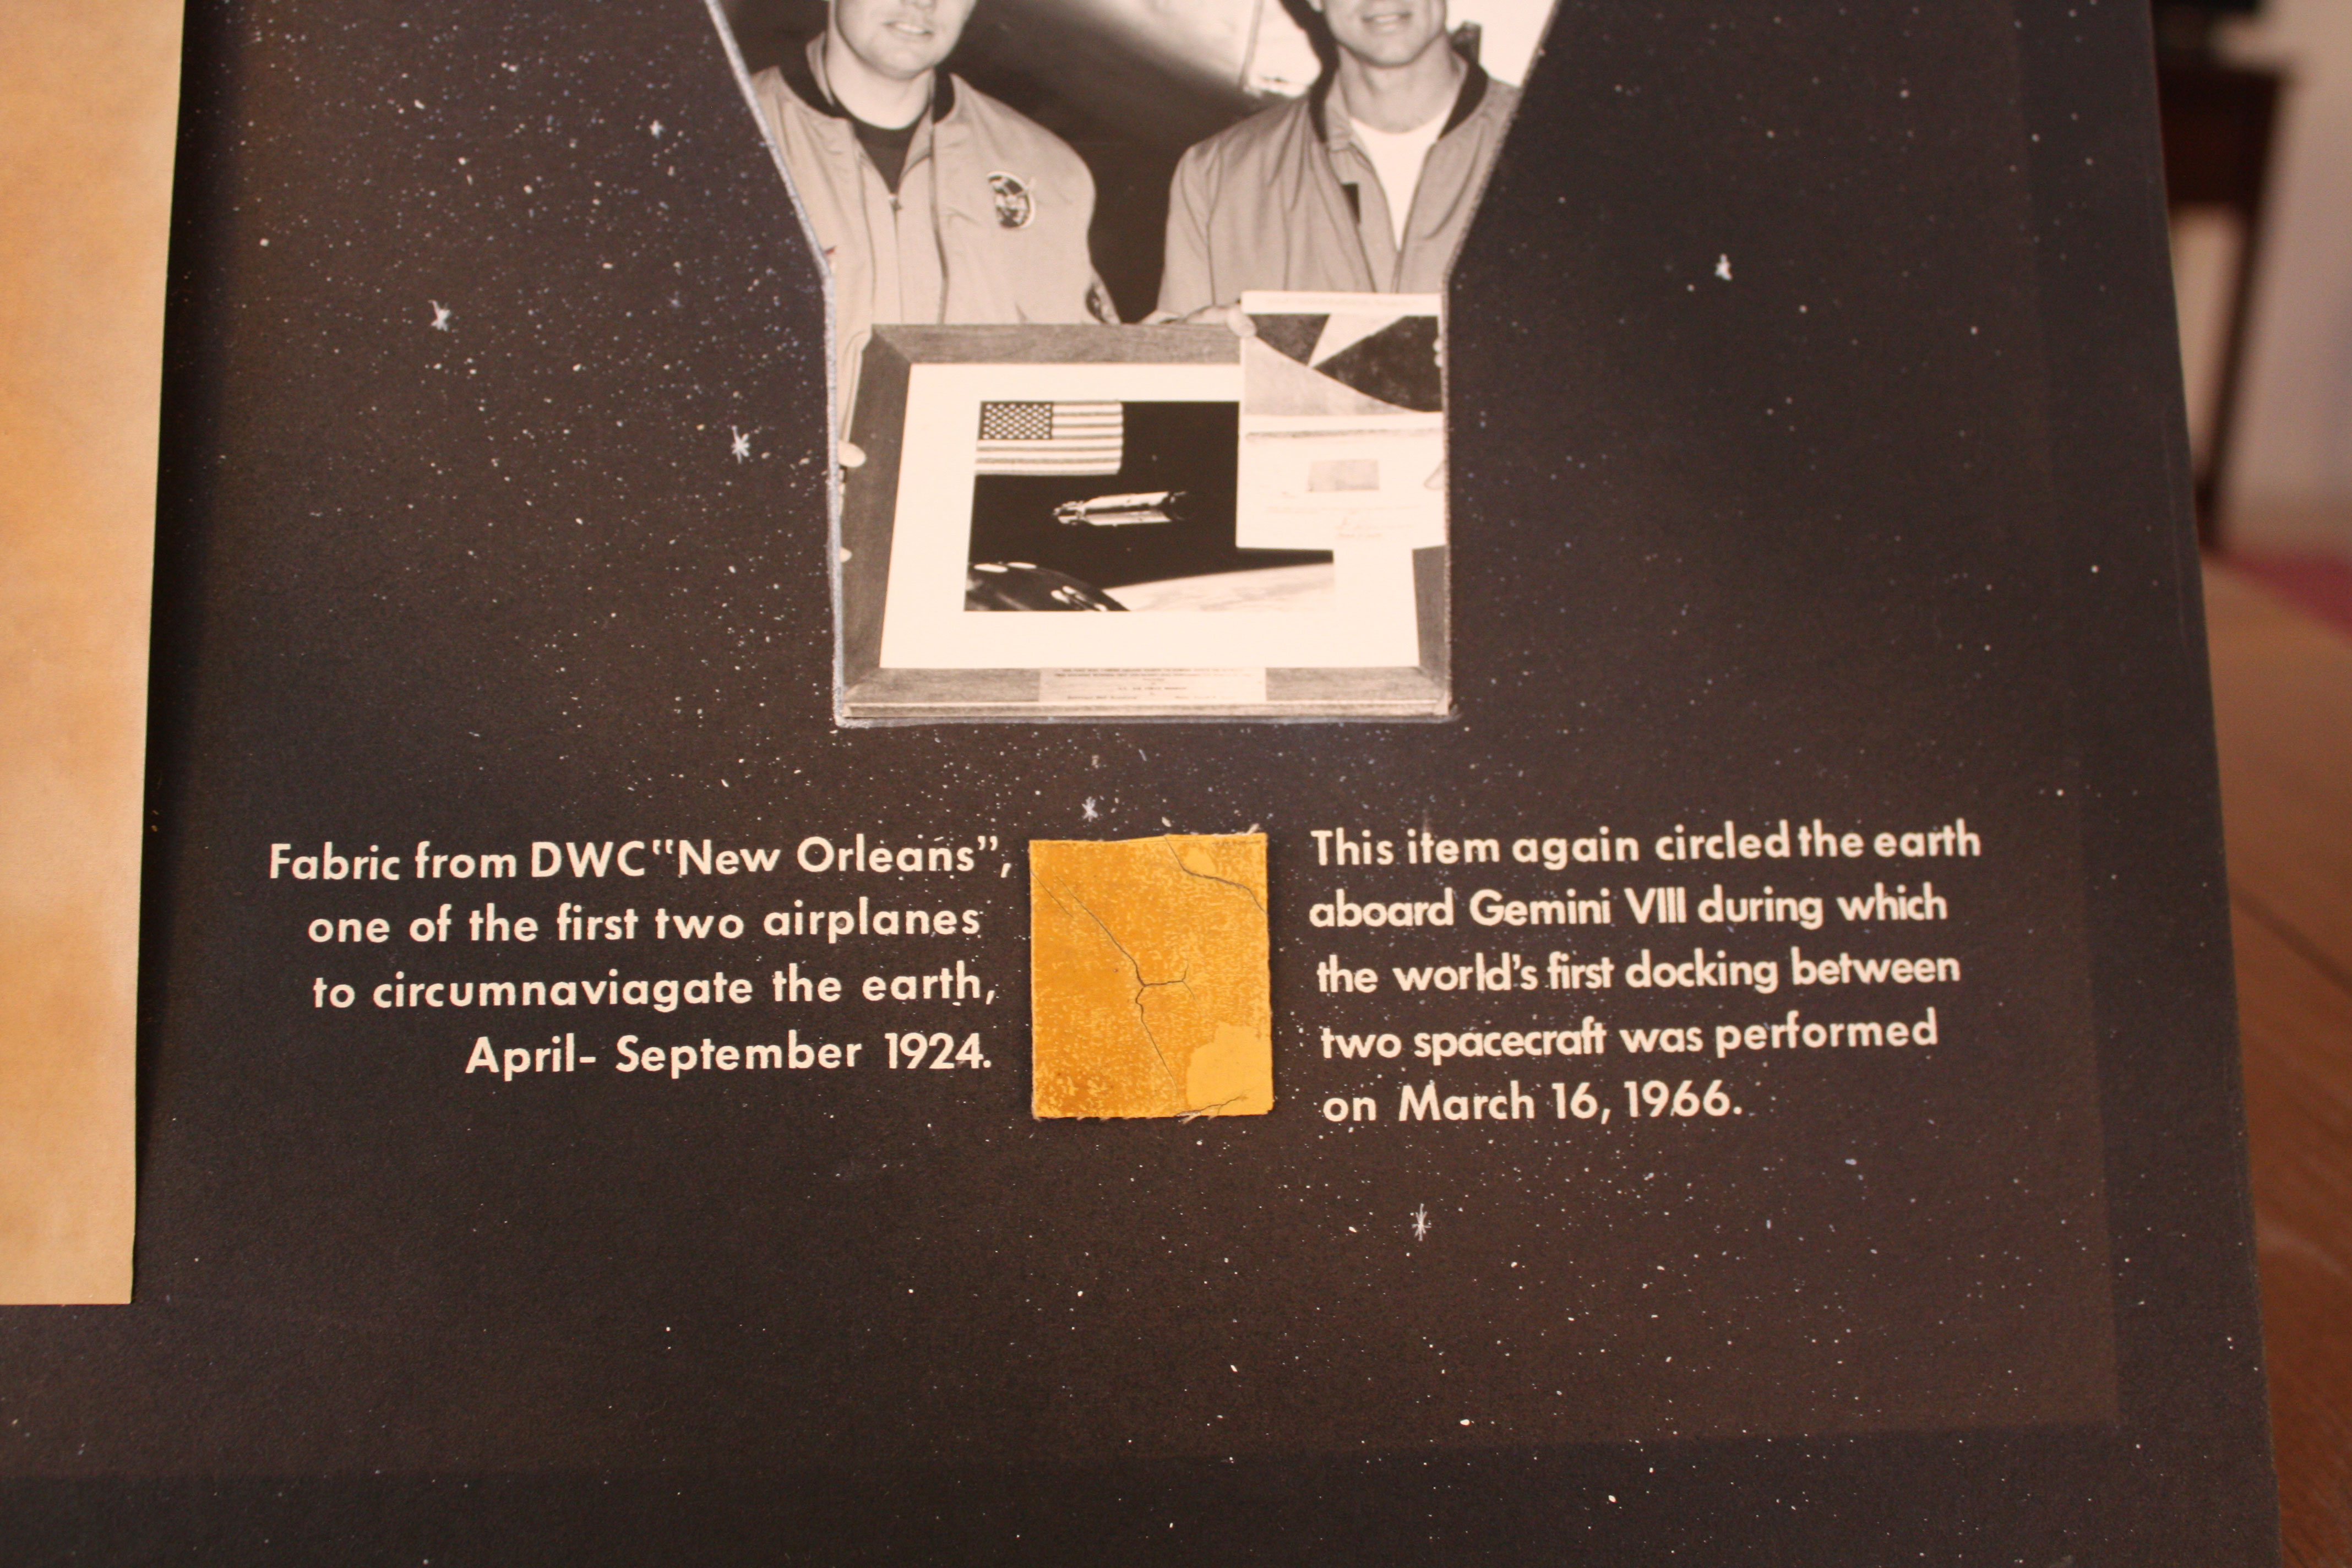 Fabric from DWC "New Orleans",
one of the first two airplanes
to circumnaviagate the earth,
April- September 1924.
This item again circled the earth
aboard Gemini VIII during which
the world's first docking between
two spacecraft was performed
on March 16, 1966.